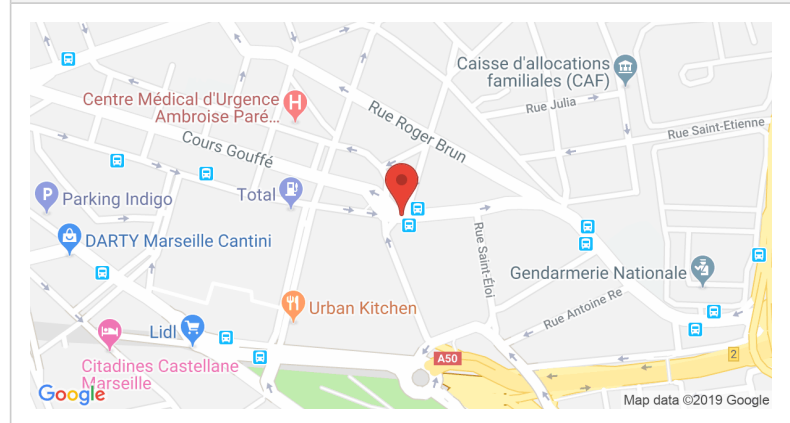 Caisse d'allocations
familiales (CAF)
Centre Médical d'Urgence
Ambroise Paré...
Rue Roger Brun
Rue Julia
Rue Saint-Etienne
Cours Gouffé
Parking Indigo
Total
DARTY Marseille Cantini
Rue Saint-Éloi
Gendarmerie Nationale
Urban Kitchen
Rue Antoine Re
Lidl
A50
2
Citadines Castellane
Marseille
Google
Map data ©2019 Google
H
P